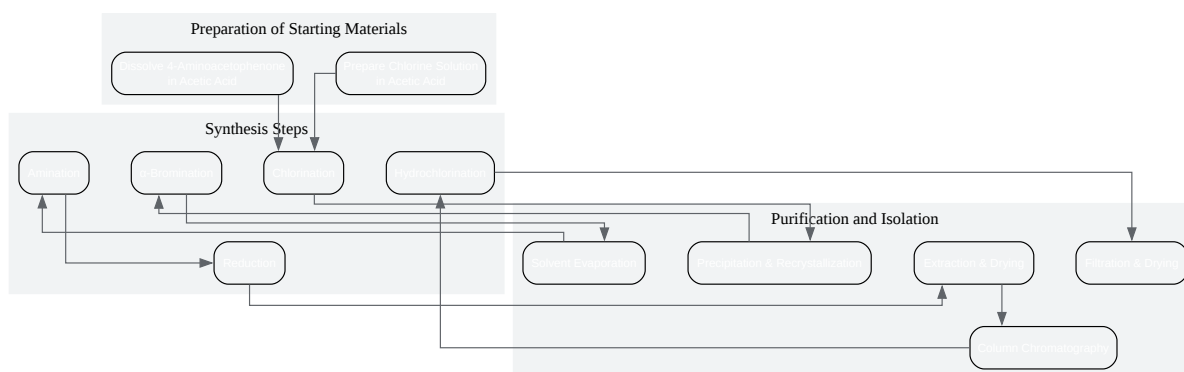 Preparation of Starting Materials
Dissolve 4-Aminoacetophenone
in Acetic Acid
Prepare Chlorine Solution
in Acetic Acid
Synthesis Steps
Amination
α-Bromination
Chlorination
Hydrochlorination
Purification and Isolation
Reduction
Solvent Evaporation
Precipitation & Recrystallization
Extraction & Drying
Filtration & Drying
Column Chromatography